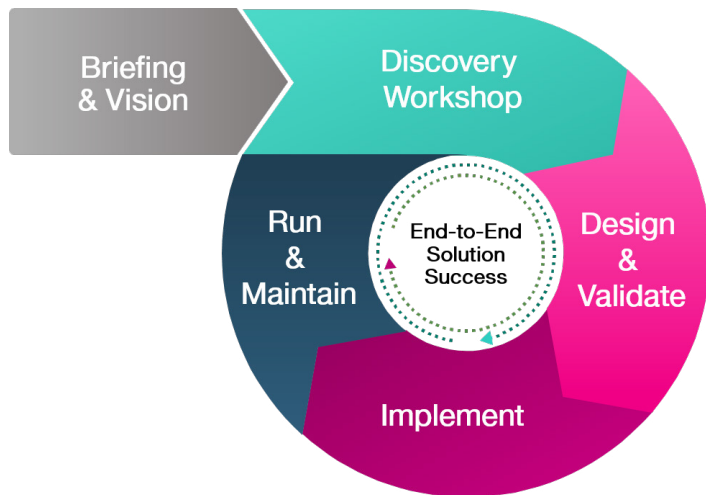 Briefing
& Vision
Discovery
Workshop
Design
&
Validate
Implement
Run
&
Maintain
End-to-End
Solution
Success